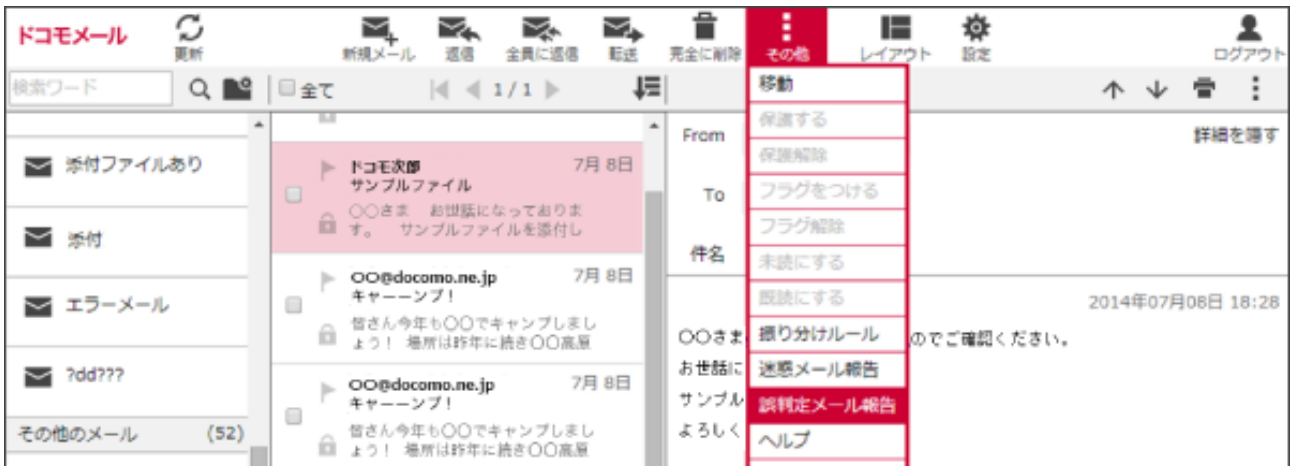 ドコモメール
更新
新規メール 返信 全員に返信 転送 完全に削除 その他 レイアウト 設定
ログアウト
検索ワード
全て
1 / 1
添付ファイルあり
添付
エラーメール
?dd???
その他のメール (52)
ドコモ次郎 7月 8日
サンプルファイル
〇〇さま お世話になっておりま
す。 サンプルファイルを添付し
〇〇@docomo.ne.jp 7月 8日
キャーーンプ！
皆さん今年も〇〇でキャンプしまし
ょう！ 場所は昨年に続き〇〇高原
〇〇@docomo.ne.jp 7月 8日
キャーーンプ！
皆さん今年も〇〇でキャンプしまし
ょう！ 場所は昨年に続き〇〇高原
移動
保護する
保護解除
フラグをつける
フラグ解除
未読にする
既読にする
振り分けルール
迷惑メール報告
誤判定メール報告
ヘルプ
From
詳細を隠す
To
件名
2014年07月08日 18:28
〇〇さま
のでご確認ください。
お世話に
サンプル
よろしく